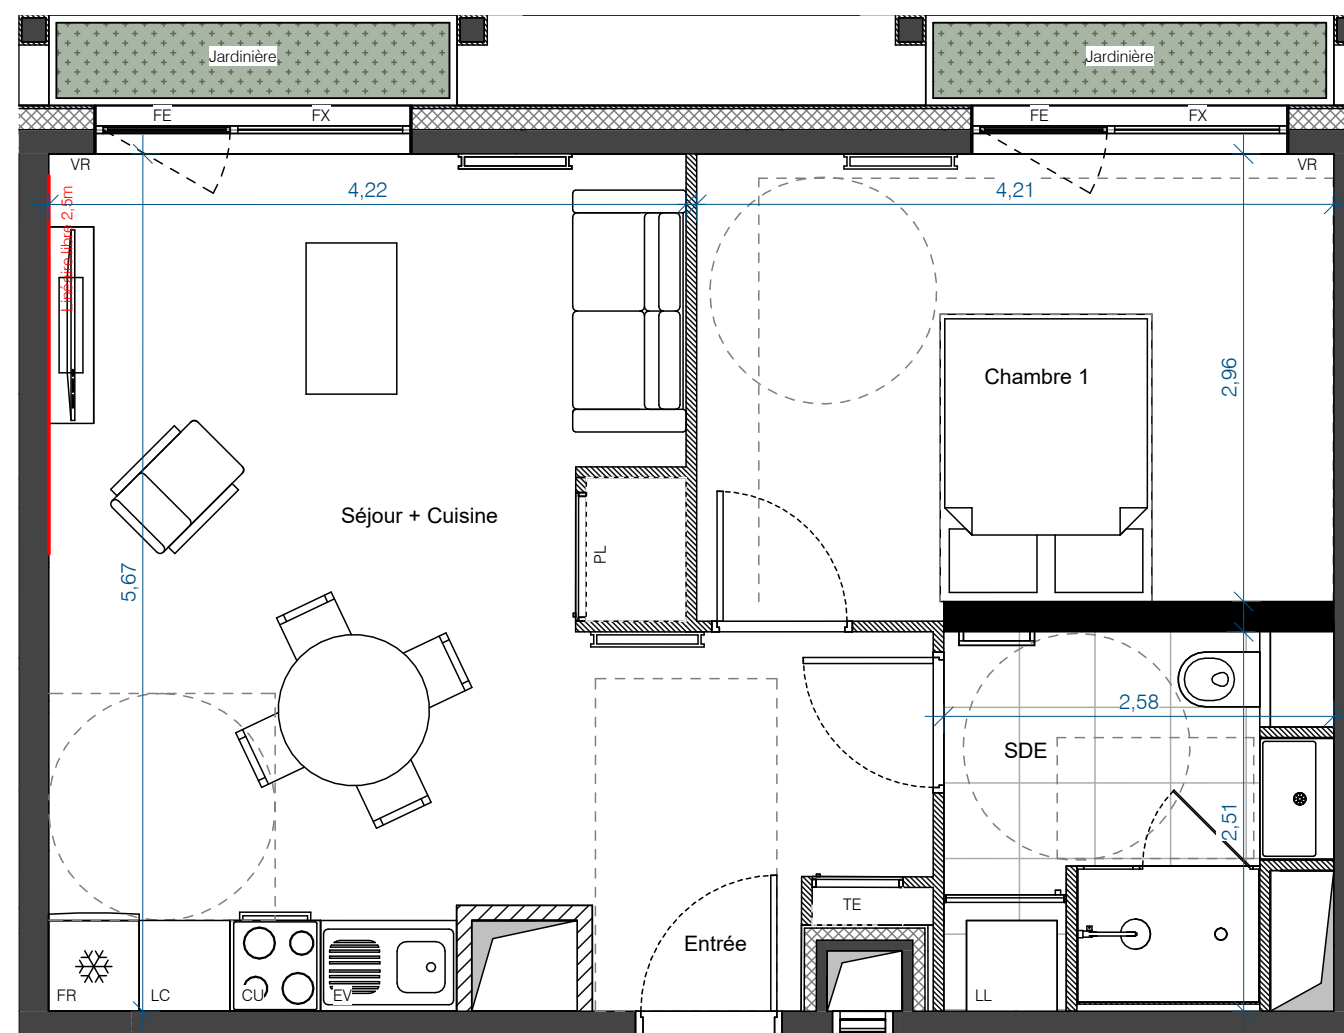 Jardinière
Jardinière
FE
FX
FE
FX
VR
VR
4,22
4,21
Linéaire libre 2,5m
Chambre 1
2,96
Séjour + Cuisine
PL
5,67
2,58
SDE
2,51
TE
Entrée
FR
LC
CU
EV
LL